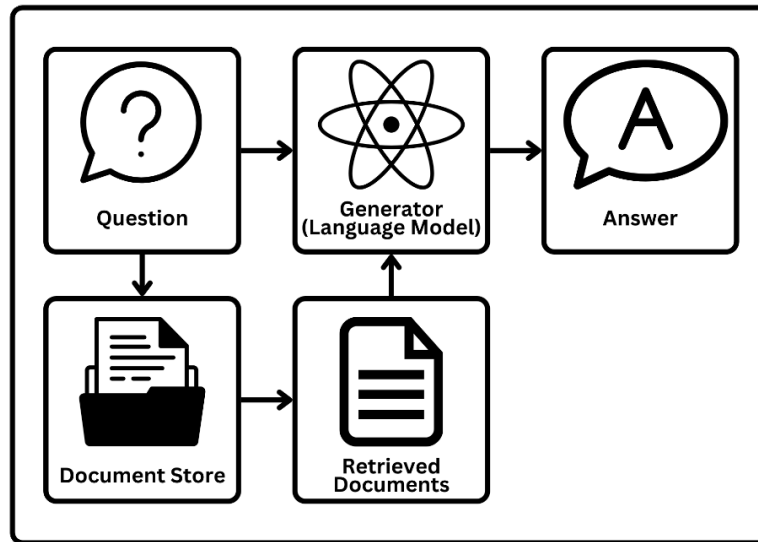 ?
Question
Generator
(Language Model)
A
Answer
Document Store
Retrieved
Documents